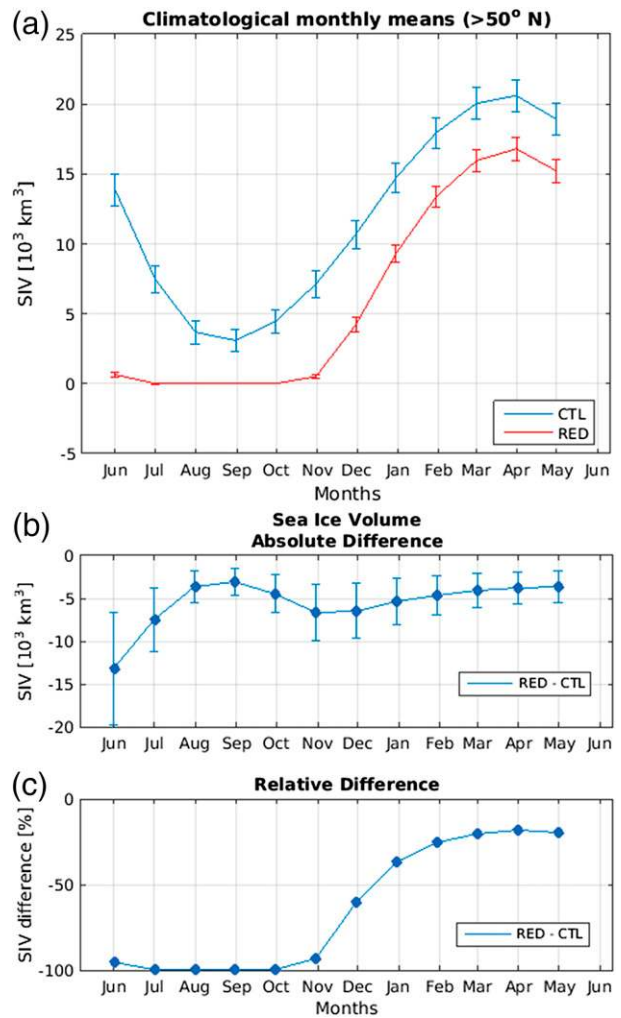 (a)
Climatological monthly means (>50° N)
SIV [10³ km³]
25
20
15
10
5
0
-5
CTL
RED
Jun Jul Aug Sep Oct Nov Dec Jan Feb Mar Apr May Jun
Months
(b)
Sea Ice Volume
Absolute Difference
SIV [10³ km³]
0
-5
-10
-15
-20
RED - CTL
Jun Jul Aug Sep Oct Nov Dec Jan Feb Mar Apr May Jun
(c)
Relative Difference
SIV difference [%]
0
-50
-100
RED - CTL
Jun Jul Aug Sep Oct Nov Dec Jan Feb Mar Apr May Jun
Months